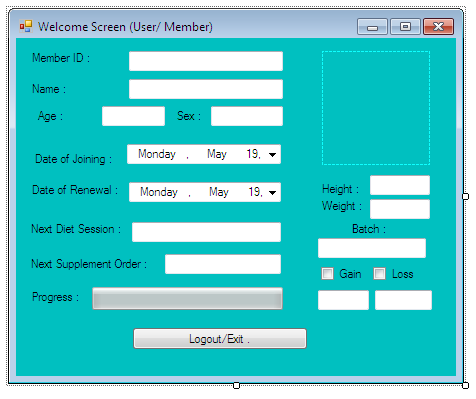 Welcome Screen (User/ Member)
Member ID :
Name :
Age :
Sex :
Date of Joining :
Monday , May 19,
Date of Renewal :
Monday , May 19,
Height :
Weight :
Next Diet Session :
Batch :
Next Supplement Order :
Gain
Loss
Progress :
Logout/Exit .